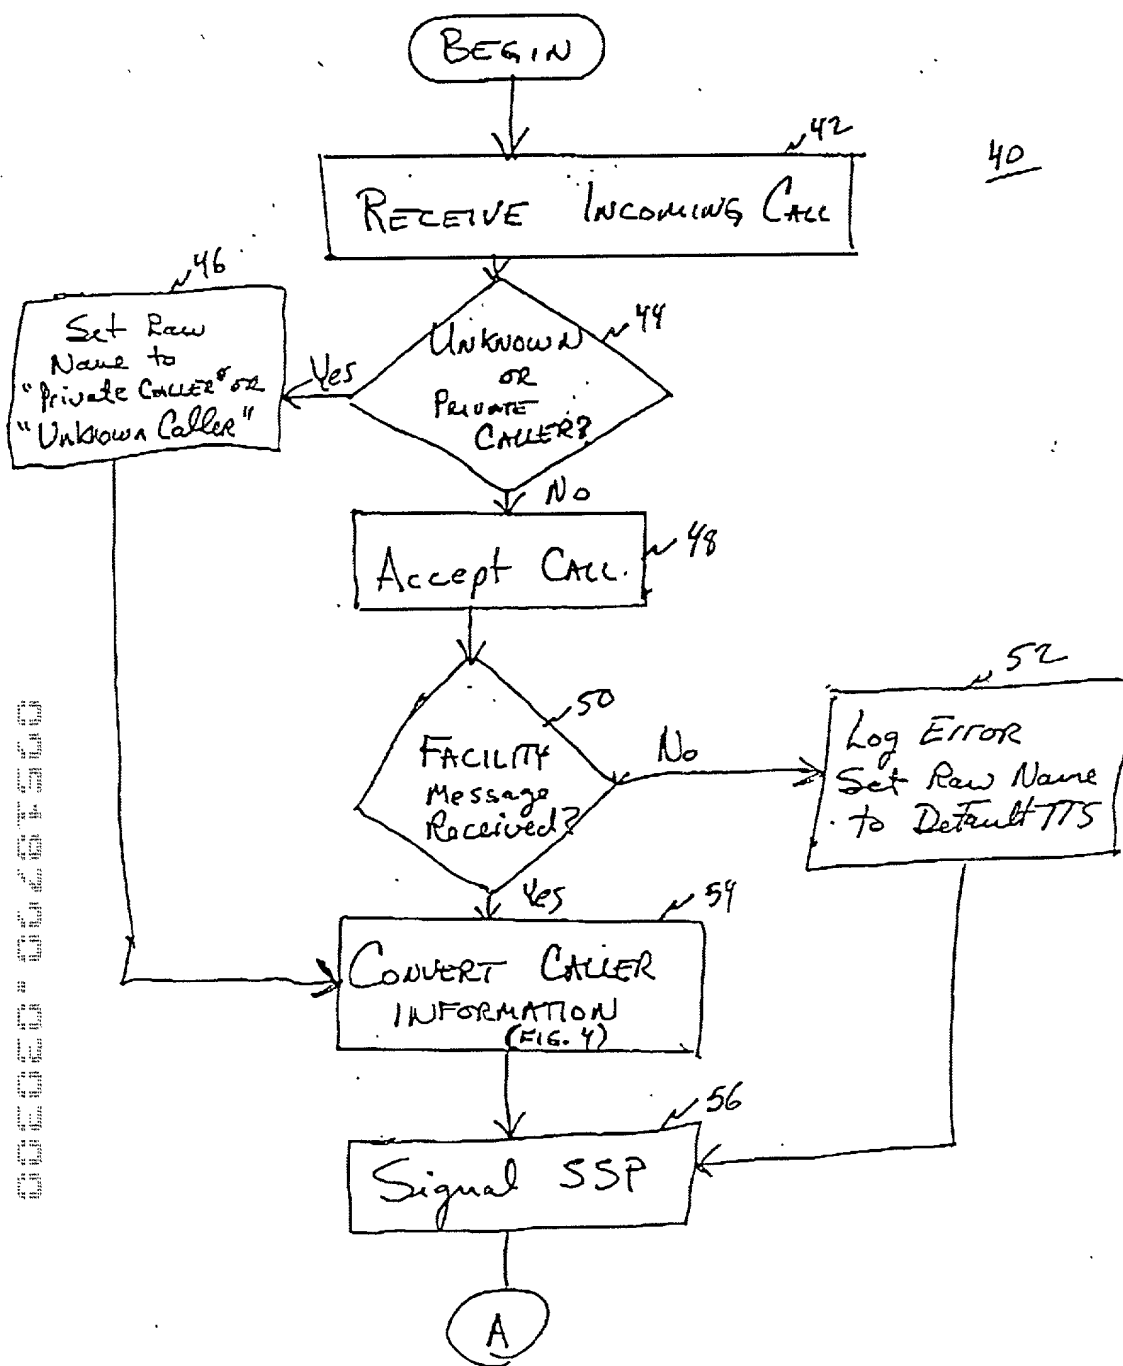 BEGIN
42
40
RECEIVE INCOMING CALL
46
Set Raw
Name to
"Private CALLER" OR
"Unknown Caller"
Yes
44
UNKNOWN
OR
PRIVATE
CALLER?
No
48
Accept CALL.
50
FACILITY
Message
Received?
No
52
Log ERROR
Set Raw Name
to Default TTS
Yes
54
CONVERT CALLER
INFORMATION
(FIG. 4)
56
Signal SSP
A